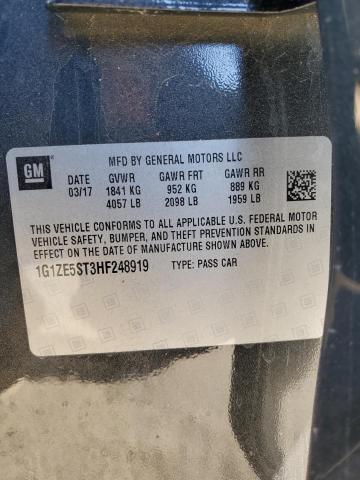 GM
MFD BY GENERAL MOTORS LLC
DATE GVWR GAWR FRT GAWR RR
03/17 1841 KG 952 KG 889 KG
4057 LB 2098 LB 1959 LB
THIS VEHICLE CONFORMS TO ALL APPLICABLE U.S. FEDERAL MOTOR
VEHICLE SAFETY, BUMPER, AND THEFT PREVENTION STANDARDS IN
EFFECT ON THE DATE OF MANUFACTURE SHOWN ABOVE.
1G1ZE5ST3HF248919 TYPE: PASS CAR